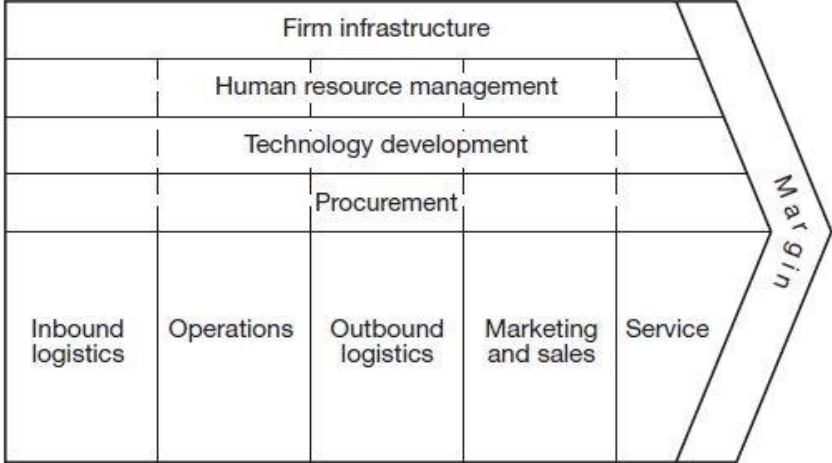 Firm infrastructure
Human resource management
Technology development
Procurement
Inbound
logistics
Operations
Outbound
logistics
Marketing
and sales
Service
Margin